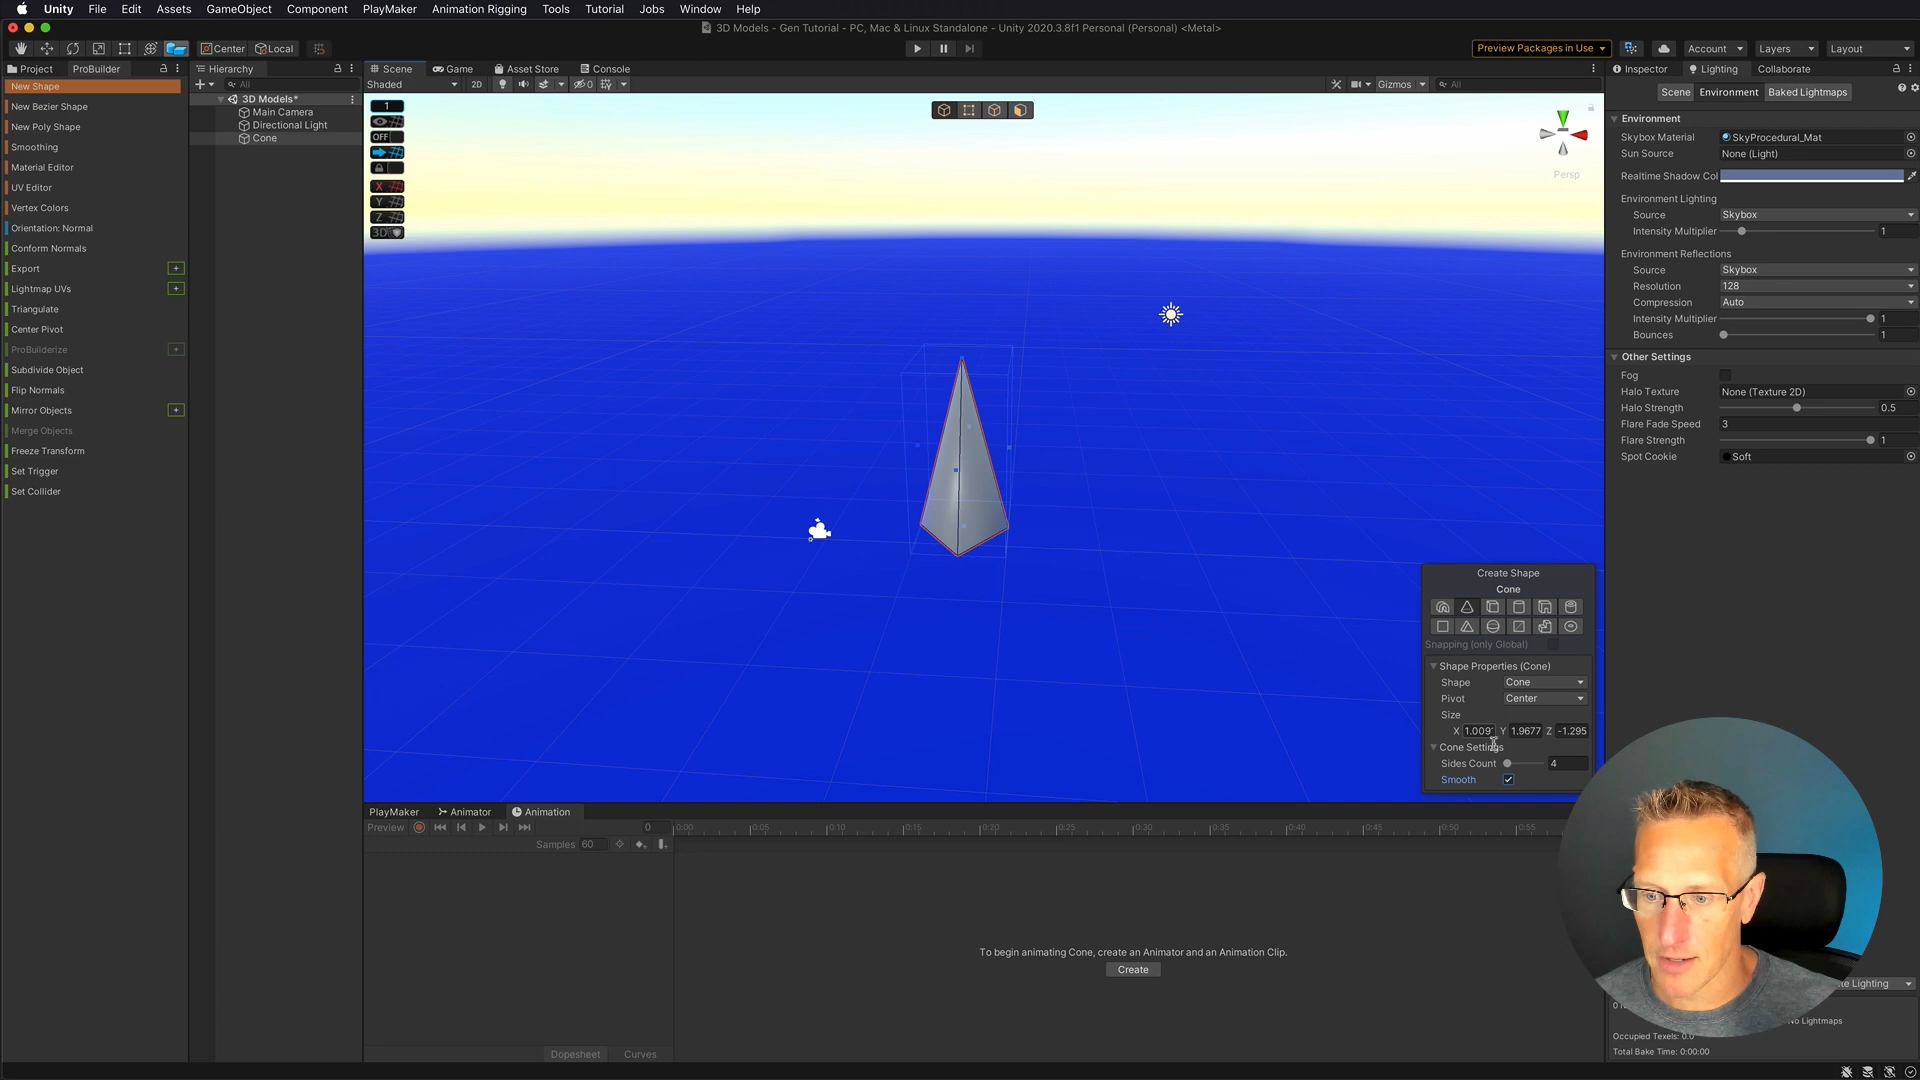 Unity File Edit Assets GameObject Component PlayMaker Animation Rigging Tools Tutorial Jobs Window Help
3D Models - Gen Tutorial - PC, Mac & Linux Standalone - Unity 2020.3.8f1 Personal (Personal) <Metal>
Center Local Preview Packages in Use Account Layers Layout
Project ProBuilder Hierarchy Scene Game Asset Store Console Inspector Lighting Collaborate
New Shape
New Bezier Shape
New Poly Shape
Smoothing
Material Editor
UV Editor
Vertex Colors
Orientation: Normal
Conform Normals
Export +
Lightmap UVs +
Triangulate
Center Pivot
ProBuilderize +
Subdivide Object
Flip Normals
Mirror Objects +
Merge Objects
Freeze Transform
Set Trigger
Set Collider
All
3D Models*
Main Camera
Directional Light
Cone
Shaded 2D 0 Gizmos All
1
OFF
X
Y
Z
3D
Persp
Create Shape
Cone
Snapping (only Global)
Shape Properties (Cone)
Shape Cone
Pivot Center
Size
X 1.009 Y 1.9677 Z -1.295
Cone Settings
Sides Count 4
Smooth
Scene Environment Baked Lightmaps
Environment
Skybox Material SkyProcedural_Mat
Sun Source None (Light)
Realtime Shadow Col
Environment Lighting
Source Skybox
Intensity Multiplier 1
Environment Reflections
Source Skybox
Resolution 128
Compression Auto
Intensity Multiplier 1
Bounces 1
Other Settings
Fog
Halo Texture None (Texture 2D)
Halo Strength 0.5
Flare Fade Speed 3
Flare Strength 1
Spot Cookie Soft
PlayMaker Animator Animation
Preview 0 0:00 0:05 0:10 0:15 0:20 0:25 0:30 0:35 0:40 0:45 0:50 0:55
Samples 60
To begin animating Cone, create an Animator and an Animation Clip.
Create
Dopesheet Curves
te Lighting
No Lightmaps
Occupied Texels: 0.0
Total Bake Time: 0:00:00